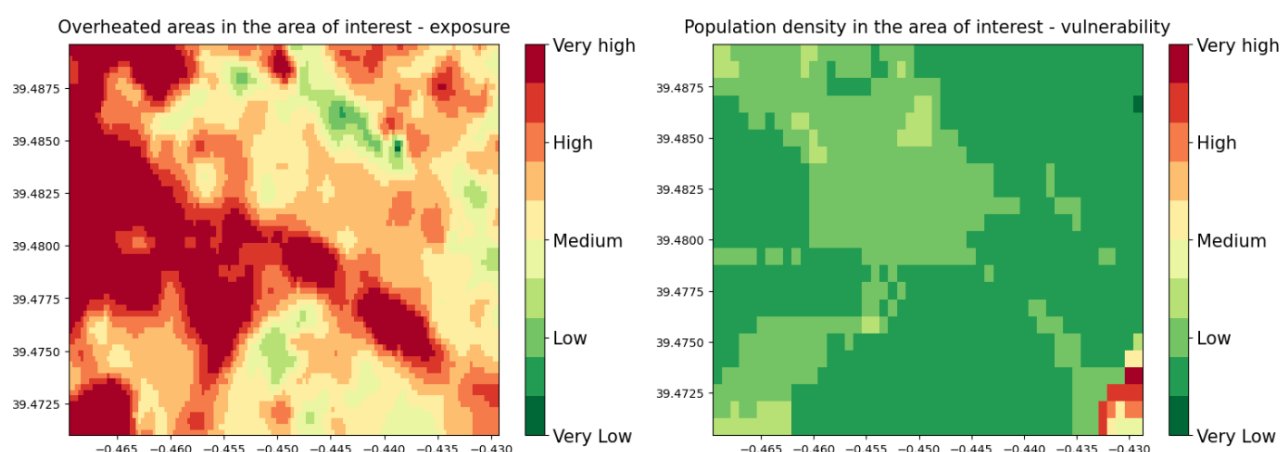 Overheated areas in the area of interest - exposure
39.4875
39.4850
39.4825
39.4800
39.4775
39.4750
39.4725
−0.465
−0.460
−0.455
−0.450
−0.445
−0.440
−0.435
−0.430
Very high
High
Medium
Low
Very Low
Population density in the area of interest - vulnerability
39.4875
39.4850
39.4825
39.4800
39.4775
39.4750
39.4725
−0.465
−0.460
−0.455
−0.450
−0.445
−0.440
−0.435
−0.430
Very high
High
Medium
Low
Very Low